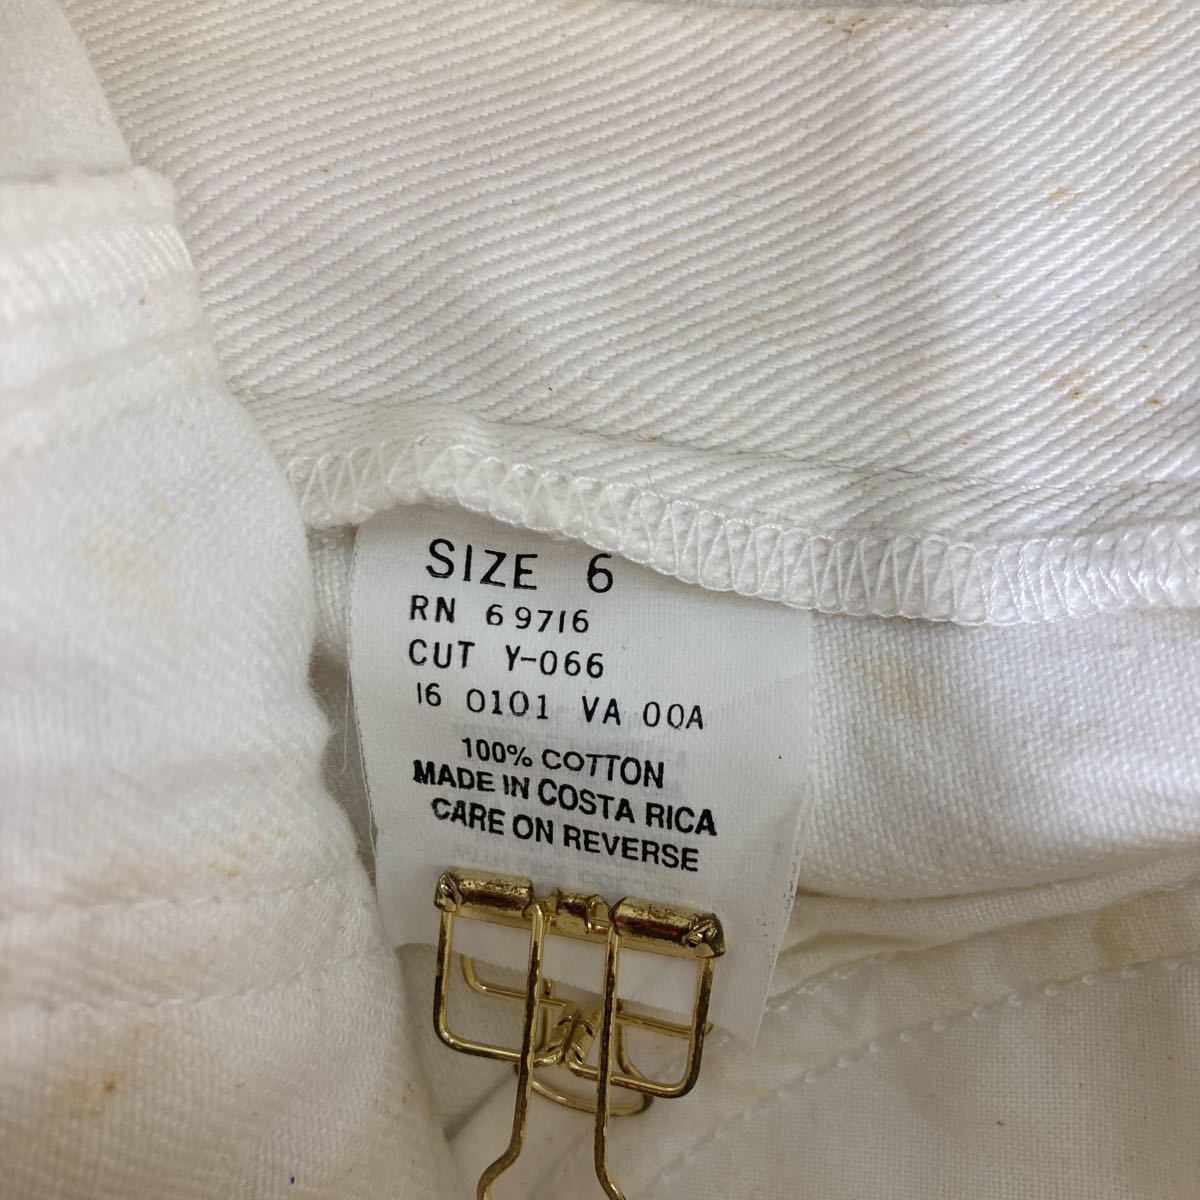 SIZE 6
RN 69716
CUT Y-066
16 0101 VA 00A
100% COTTON
MADE IN COSTA RICA
CARE ON REVERSE